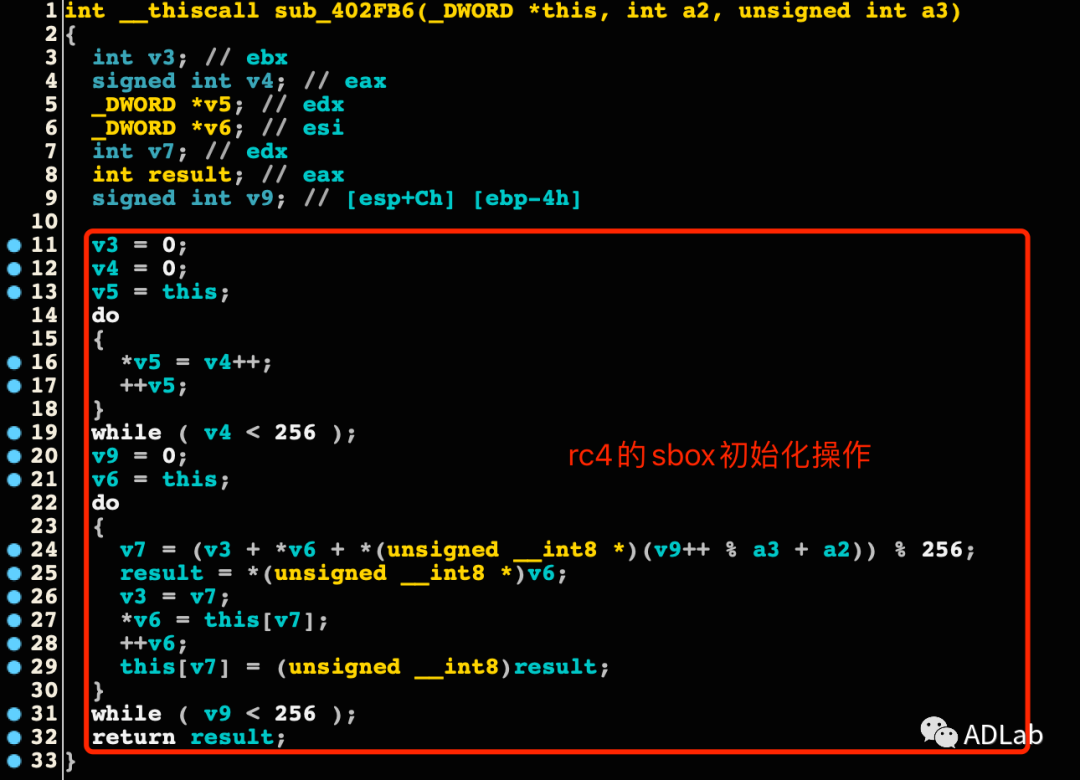 1 int __thiscall sub_402FB6(_DWORD *this, int a2, unsigned int a3)
2 {
3 int v3; // ebx
4 signed int v4; // eax
5 _DWORD *v5; // edx
6 _DWORD *v6; // esi
7 int v7; // edx
8 int result; // eax
9 signed int v9; // [esp+Ch] [ebp-4h]
10
11 v3 = 0;
12 v4 = 0;
13 v5 = this;
14 do
15 {
16 *v5 = v4++;
17 ++v5;
18 }
19 while ( v4 < 256 );
20 v9 = 0;
21 v6 = this;
22 do
23 {
24 v7 = (v3 + *v6 + *(unsigned __int8 *)(v9++ % a3 + a2)) % 256;
25 result = *(unsigned __int8 *)v6;
26 v3 = v7;
27 *v6 = this[v7];
28 ++v6;
29 this[v7] = (unsigned __int8)result;
30 }
31 while ( v9 < 256 );
32 return result;
33 }
rc4的sbox初始化操作
ADLab